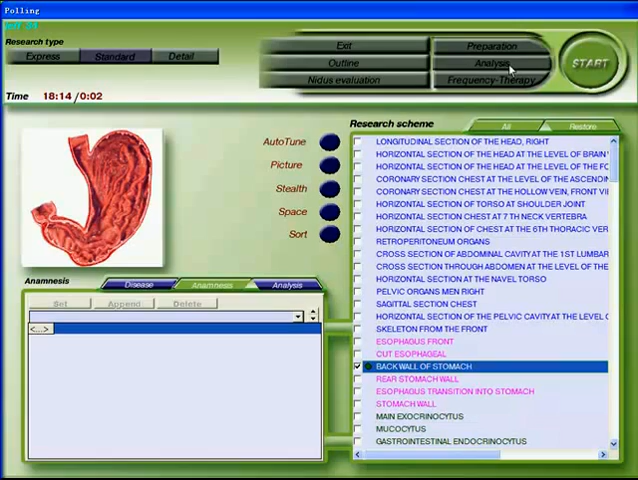 Polling
Research type
Express Standard Detail
Exit Preparation
Outline Analysis
Nidus evaluation Frequency-Therapy
START
Time 18:14 / 0:02
Research scheme All Restore
AutoTune
Picture
Stealth
Space
Sort
LONGITUDINAL SECTION OF THE HEAD, RIGHT
HORIZONTAL SECTION OF THE HEAD AT THE LEVEL OF BRAIN
HORIZONTAL SECTION OF THE HEAD AT THE LEVEL OF THE FO
CORONARY SECTION CHEST AT THE LEVEL OF THE ASCENDIN
CORONARY SECTION CHEST AT THE HOLLOW VEIN, FRONT VI
HORIZONTAL SECTION OF TORSO AT SHOULDER JOINT
HORIZONTAL SECTION CHEST AT 7 TH NECK VERTEBRA
HORIZONTAL SECTION OF CHEST AT THE 6TH THORACIC VER
RETROPERITONEUM ORGANS
CROSS SECTION OF ABDOMINAL CAVITY AT THE 1ST LUMBAR
CROSS SECTION THROUGH ABDOMEN AT THE LEVEL OF THE
HORIZONTAL SECTION AT THE NAVEL TORSO
PELVIC ORGANS MEN RIGHT
SAGITTAL SECTION CHEST
HORIZONTAL SECTION OF THE PELVIC CAVITY AT THE LEVEL O
SKELETON FROM THE FRONT
ESOPHAGUS FRONT
CUT ESOPHAGEAL
BACK WALL OF STOMACH
REAR STOMACH WALL
ESOPHAGUS TRANSITION INTO STOMACH
STOMACH WALL
MAIN EXOCRINOCYTUS
MUCOCYTUS
GASTROINTESTINAL ENDOCRINOCYTUS
Anamnesis Disease Anamnesis Analysis
Set Append Delete
<...>